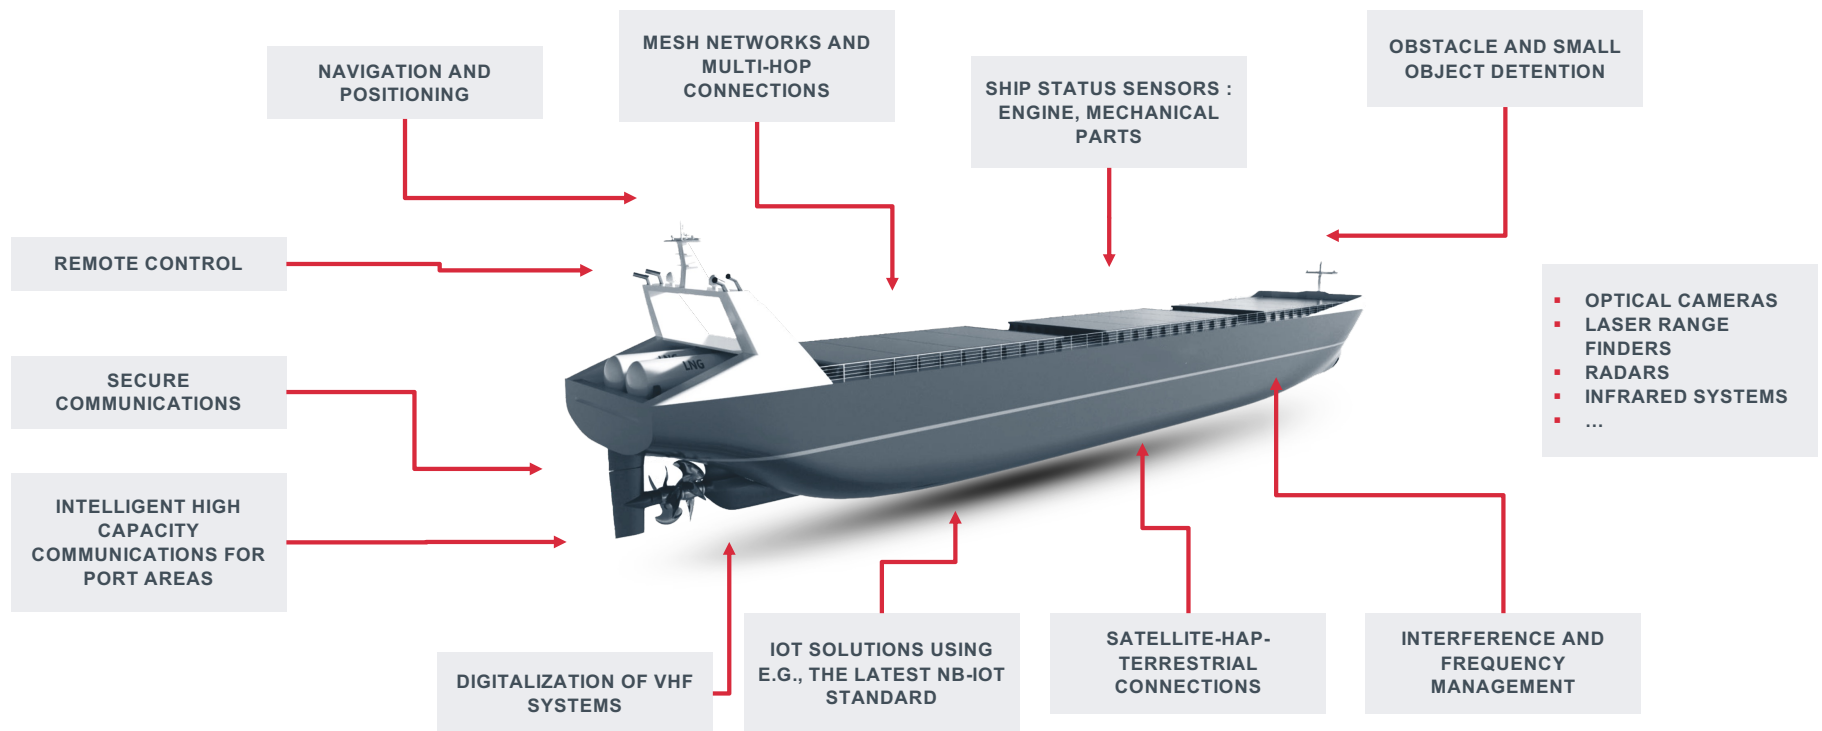 NAVIGATION AND
POSITIONING
MESH NETWORKS AND
MULTI-HOP
CONNECTIONS
SHIP STATUS SENSORS :
ENGINE, MECHANICAL
PARTS
OBSTACLE AND SMALL
OBJECT DETENTION
REMOTE CONTROL
▪ OPTICAL CAMERAS
▪ LASER RANGE
FINDERS
▪ RADARS
▪ INFRARED SYSTEMS
▪ ...
LNG
LNG
SECURE
COMMUNICATIONS
INTELLIGENT HIGH
CAPACITY
COMMUNICATIONS FOR
PORT AREAS
DIGITALIZATION OF VHF
SYSTEMS
IOT SOLUTIONS USING
E.G., THE LATEST NB-IOT
STANDARD
SATELLITE-HAP-
TERRESTRIAL
CONNECTIONS
INTERFERENCE AND
FREQUENCY
MANAGEMENT